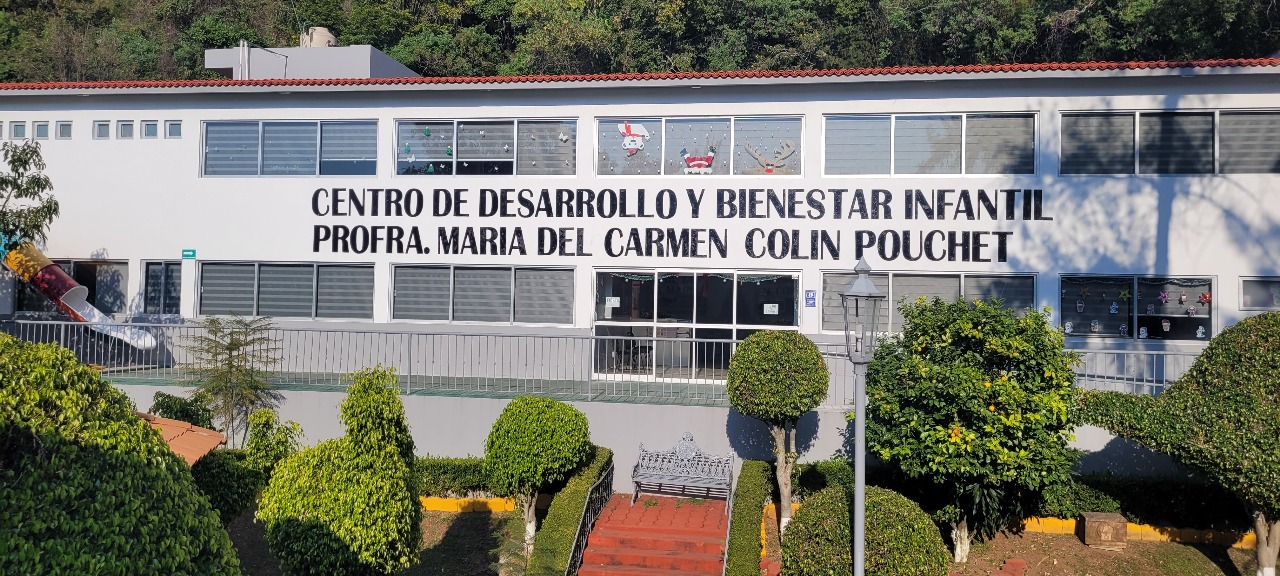 CENTRO DE DESARROLLO Y BIENESTAR INFANTIL
PROFRA. MARIA DEL CARMEN COLIN POUCHET